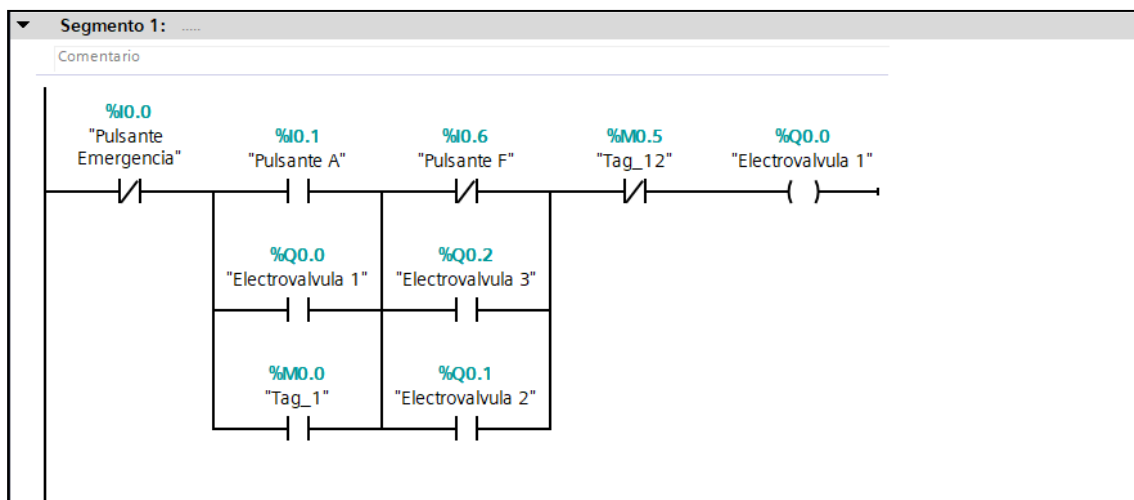 Segmento 1: .....
Comentario
%I0.0
"Pulsante
Emergencia"
%I0.1
"Pulsante A"
%I0.6
"Pulsante F"
%M0.5
"Tag_12"
%Q0.0
"Electrovalvula 1"
%Q0.0
"Electrovalvula 1"
%Q0.2
"Electrovalvula 3"
%M0.0
"Tag_1"
%Q0.1
"Electrovalvula 2"